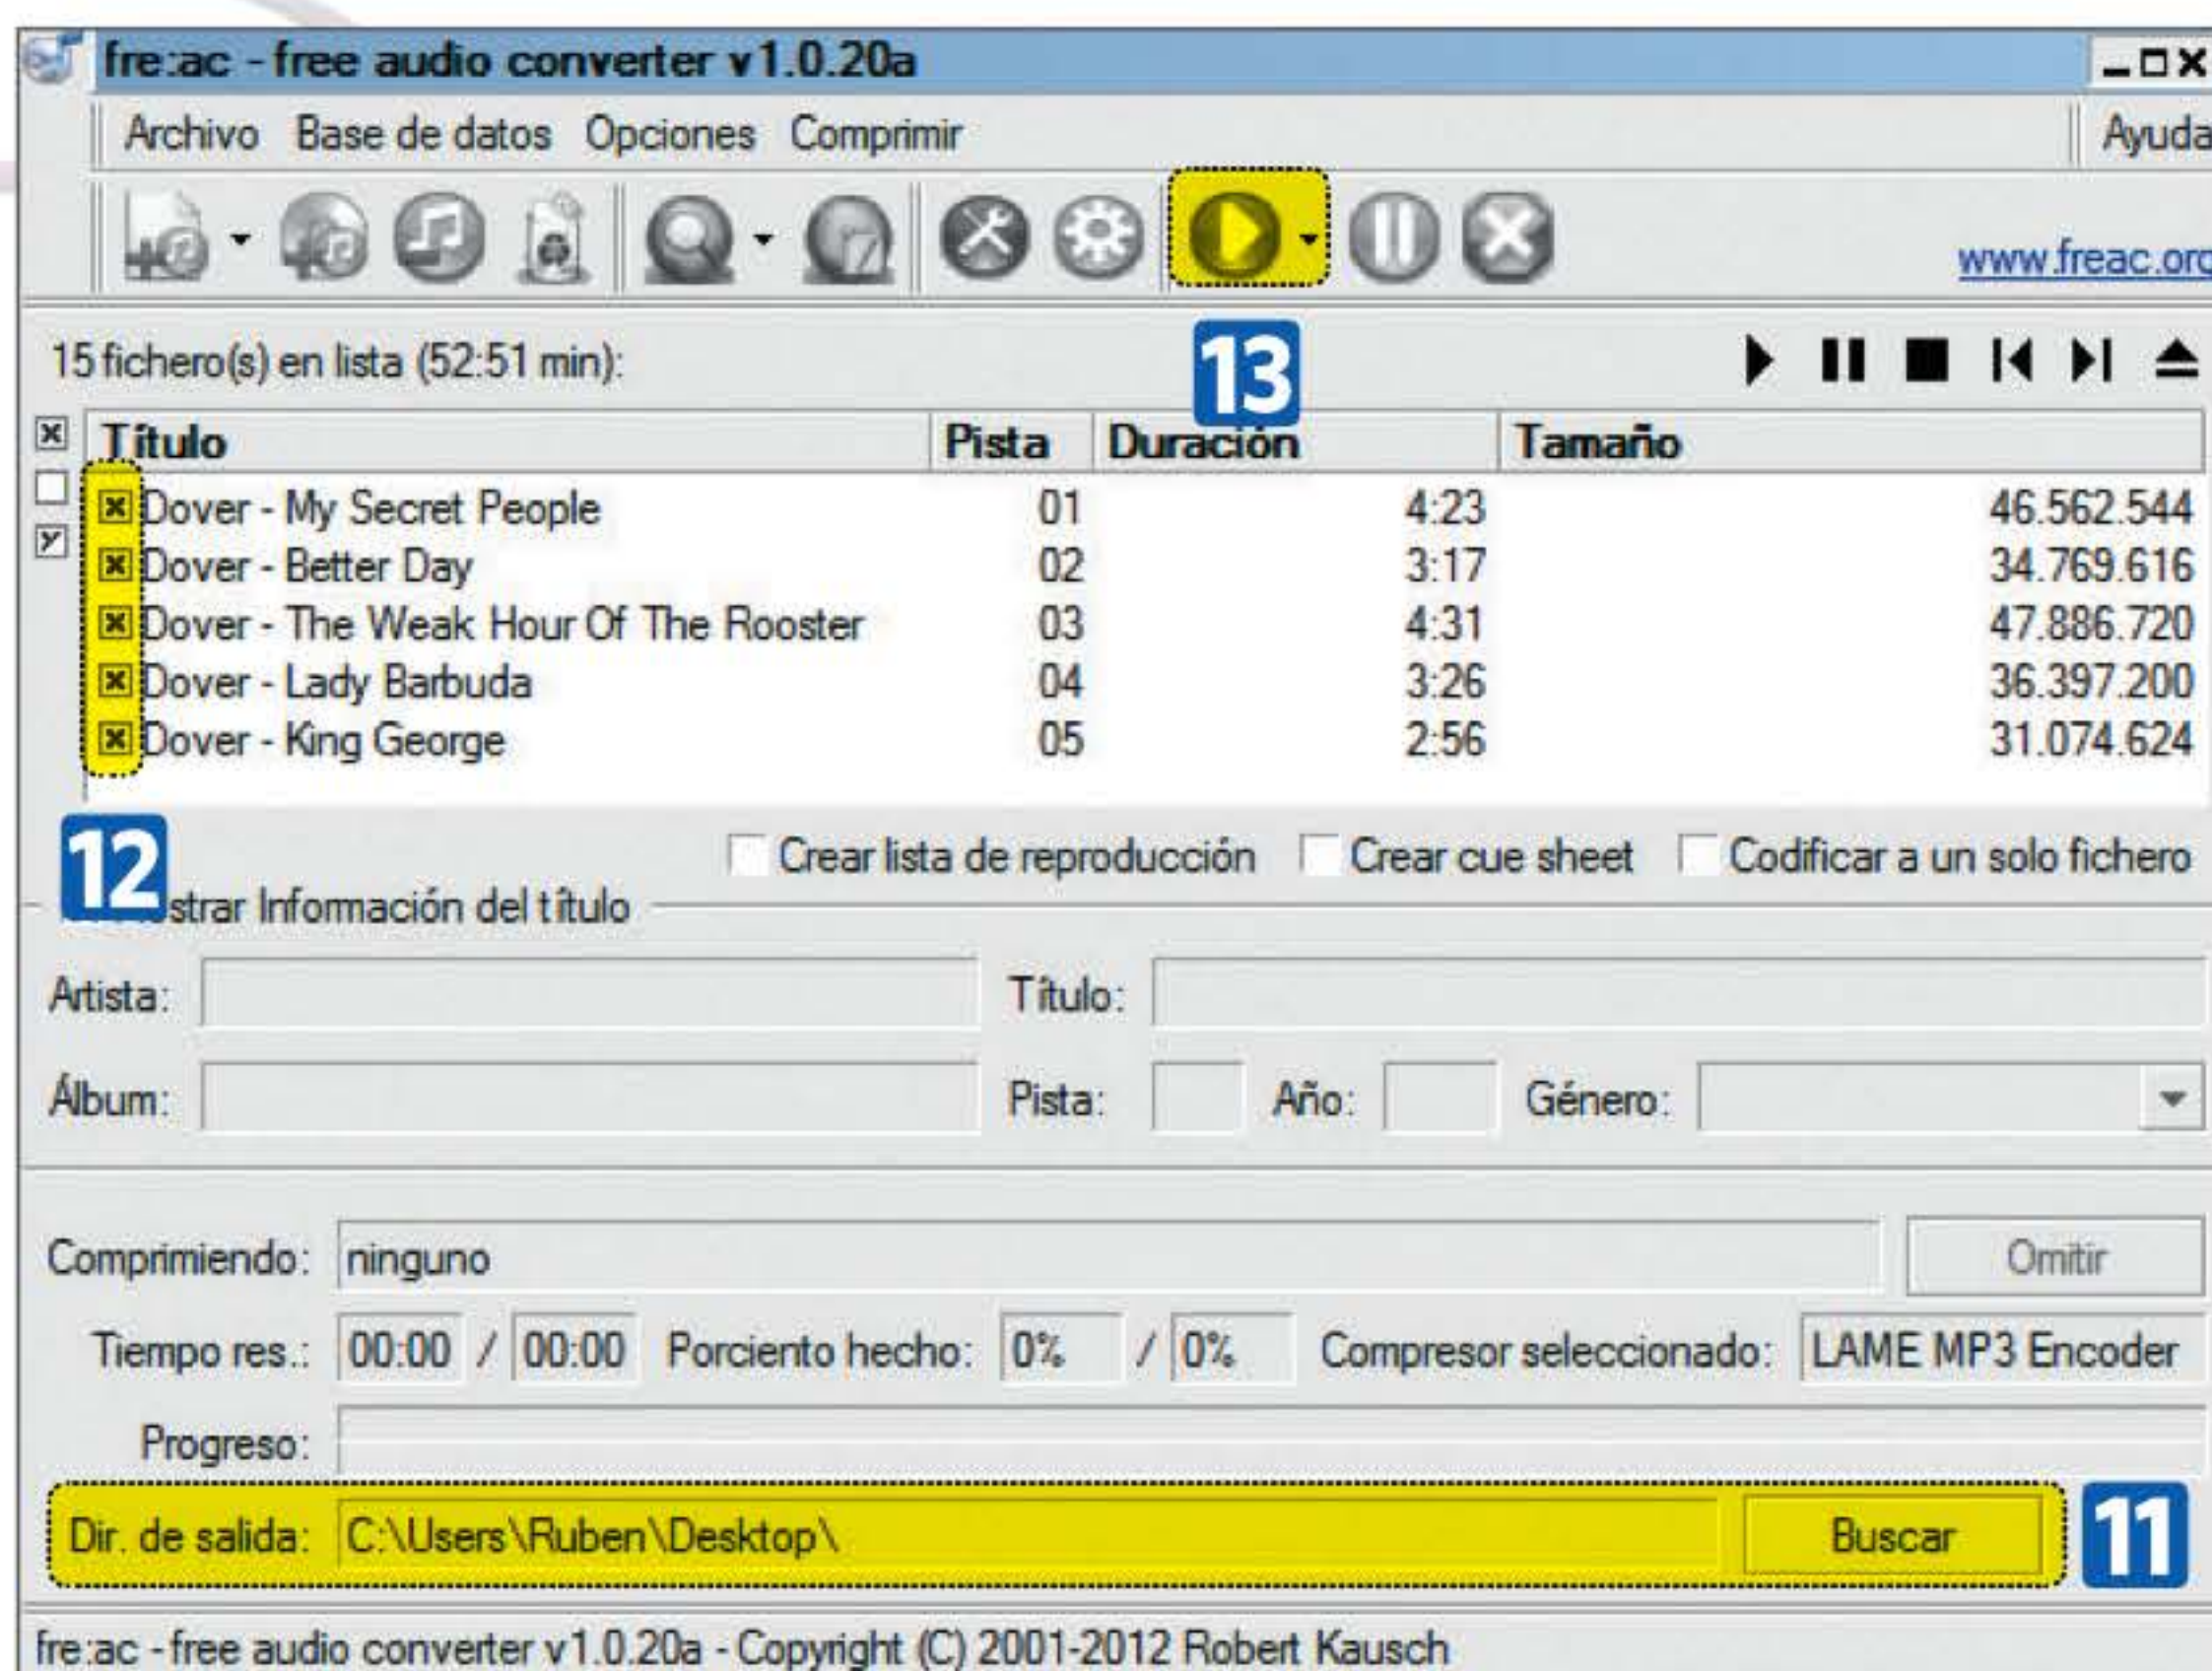 fre:ac - free audio converter v1.0.20a
Archivo Base de datos Opciones Comprimir Ayuda
www.freac.org
15 fichero(s) en lista (52:51 min):
13
Título Pista Duración Tamaño
Dover - My Secret People 01 4:23 46.562.544
Dover - Better Day 02 3:17 34.769.616
Dover - The Weak Hour Of The Rooster 03 4:31 47.886.720
Dover - Lady Barbuda 04 3:26 36.397.200
Dover - King George 05 2:56 31.074.624
12
Crear lista de reproducción Crear cue sheet Codificar a un solo fichero
strar Información del título
Artista: Título:
Álbum: Pista: Año: Género:
Comprimiendo: ninguno Omitir
Tiempo res.: 00:00 / 00:00 Porciento hecho: 0% / 0% Compresor seleccionado: LAME MP3 Encoder
Progreso:
Dir. de salida: C:\Users\Ruben\Desktop\ Buscar 11
fre:ac - free audio converter v1.0.20a - Copyright (C) 2001-2012 Robert Kausch